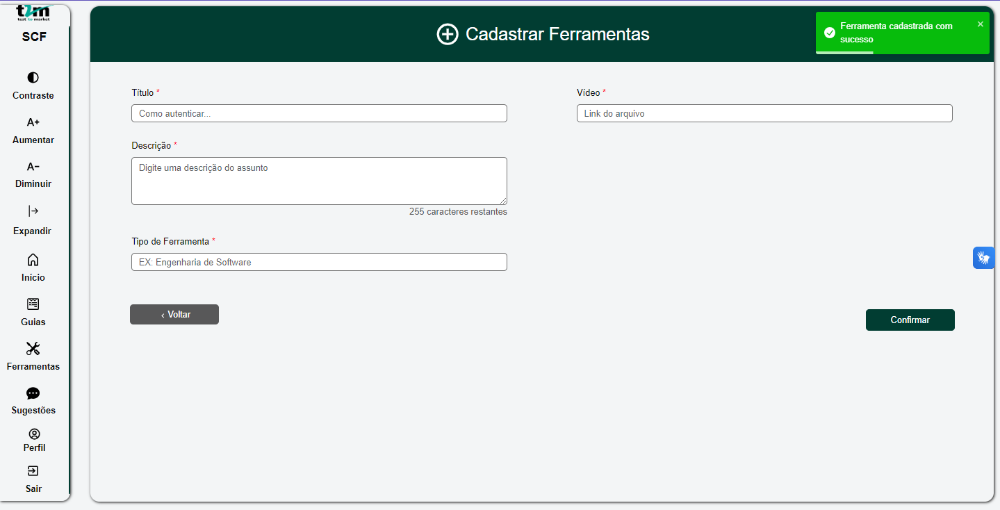 t2m
test to market
SCF
Contraste
A+
Aumentar
A-
Diminuir
Expandir
Início
Guias
Ferramentas
Sugestões
Perfil
Sair
Cadastrar Ferramentas
Ferramenta cadastrada com
sucesso
Título *
Como autenticar...
Vídeo *
Link do arquivo
Descrição *
Digite uma descrição do assunto
255 caracteres restantes
Tipo de Ferramenta *
EX: Engenharia de Software
‹ Voltar
Confirmar